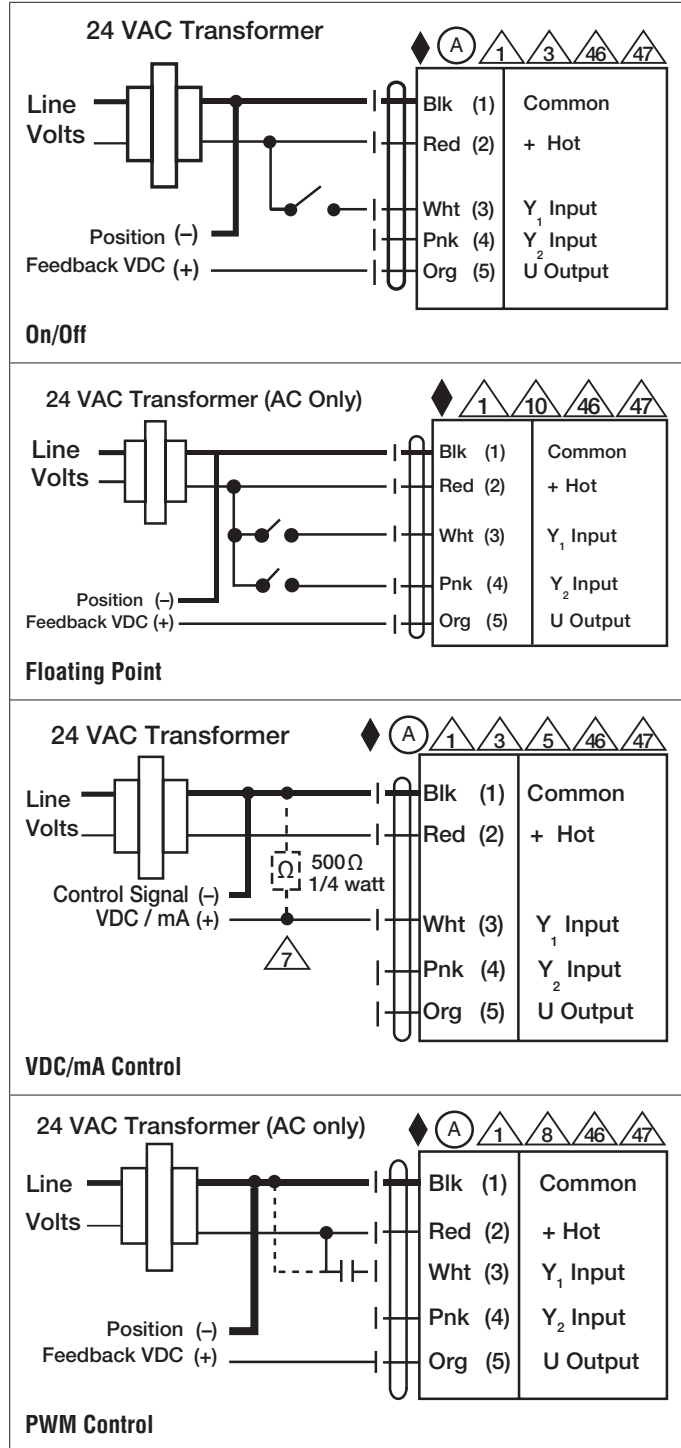 24 VAC Transformer
A 1 3 46 47
Line
Volts
Blk (1) Common
Red (2) + Hot
Wht (3) Y1 Input
Pnk (4) Y2 Input
Org (5) U Output
Position (–)
Feedback VDC (+)
On/Off
24 VAC Transformer (AC Only)
1 10 46 47
Line
Volts
Blk (1) Common
Red (2) + Hot
Wht (3) Y1 Input
Pnk (4) Y2 Input
Org (5) U Output
Position (–)
Feedback VDC (+)
Floating Point
24 VAC Transformer
A 1 3 5 46 47
Line
Volts
Blk (1) Common
Red (2) + Hot
Ω 500Ω
1/4 watt
Control Signal (–)
VDC / mA (+)
7
Wht (3) Y1 Input
Pnk (4) Y2 Input
Org (5) U Output
VDC/mA Control
24 VAC Transformer (AC only)
A 1 8 46 47
Line
Volts
Blk (1) Common
Red (2) + Hot
Wht (3) Y1 Input
Pnk (4) Y2 Input
Org (5) U Output
Position (–)
Feedback VDC (+)
PWM Control